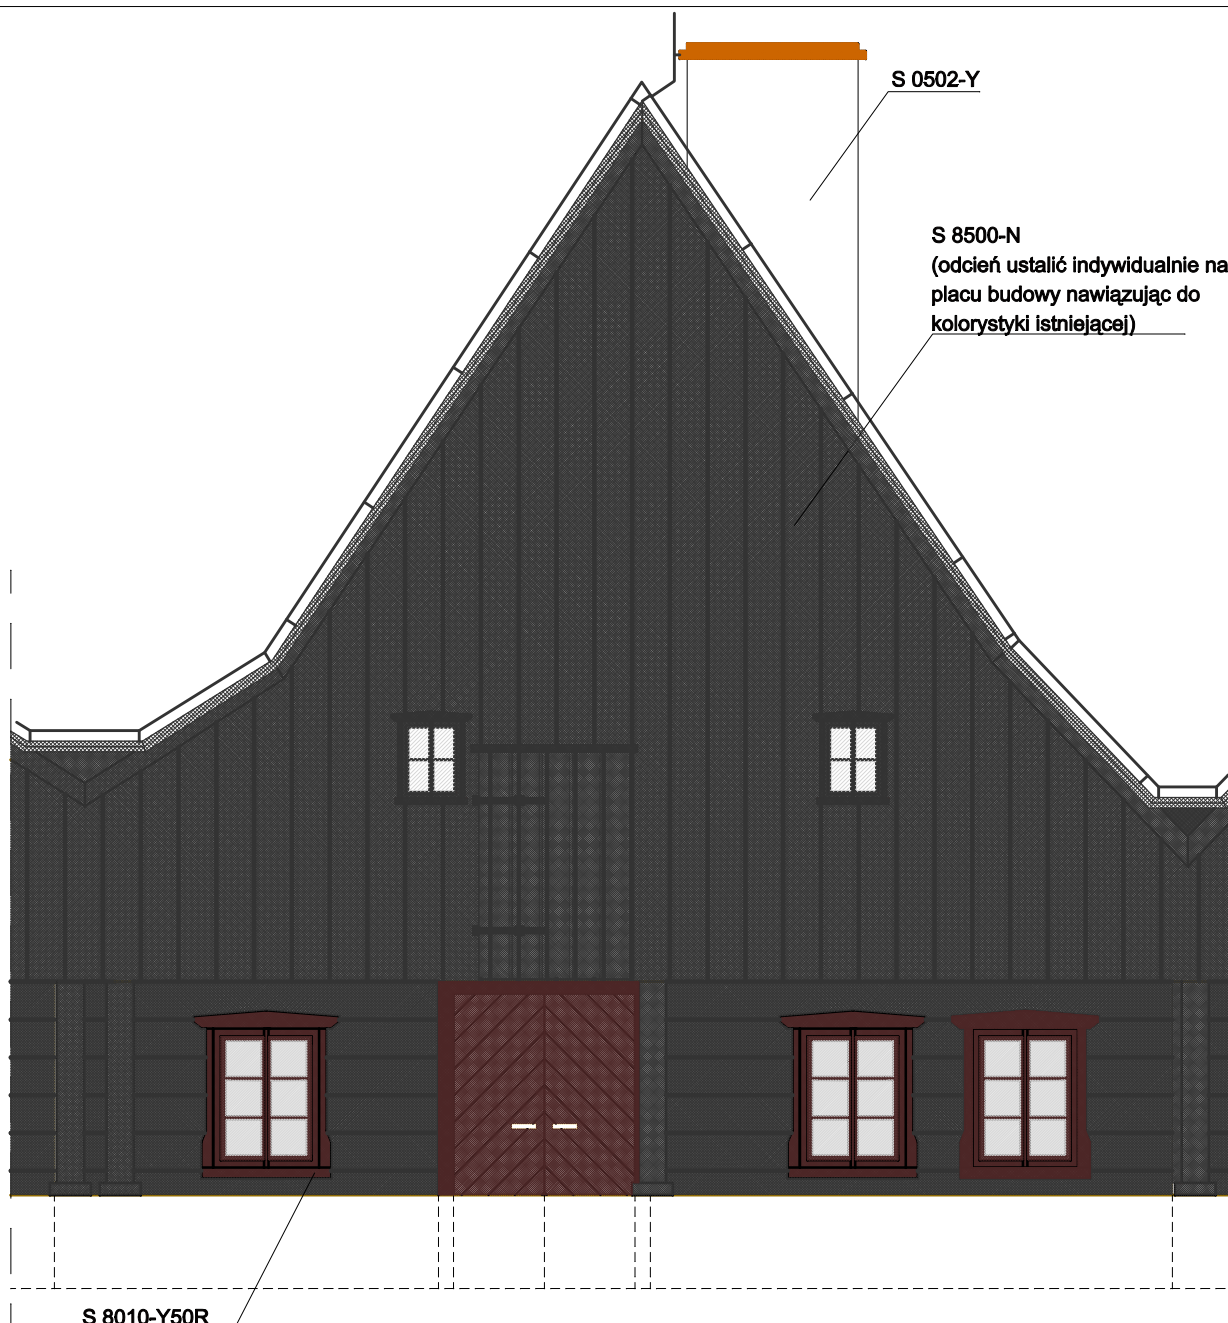 S 0502-Y
S 8500-N
(odcień ustalić indywidualnie na
placu budowy nawiązując do
kolorystyki istniejącej)
S 8010-Y50R